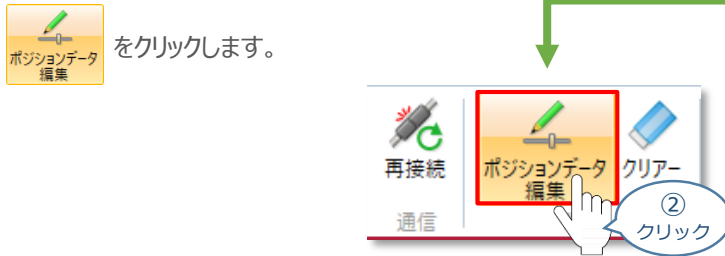 ポジションデータ
編集
をクリックします。
再接続
ポジションデータ
編集
クリアー
通信
②
クリック